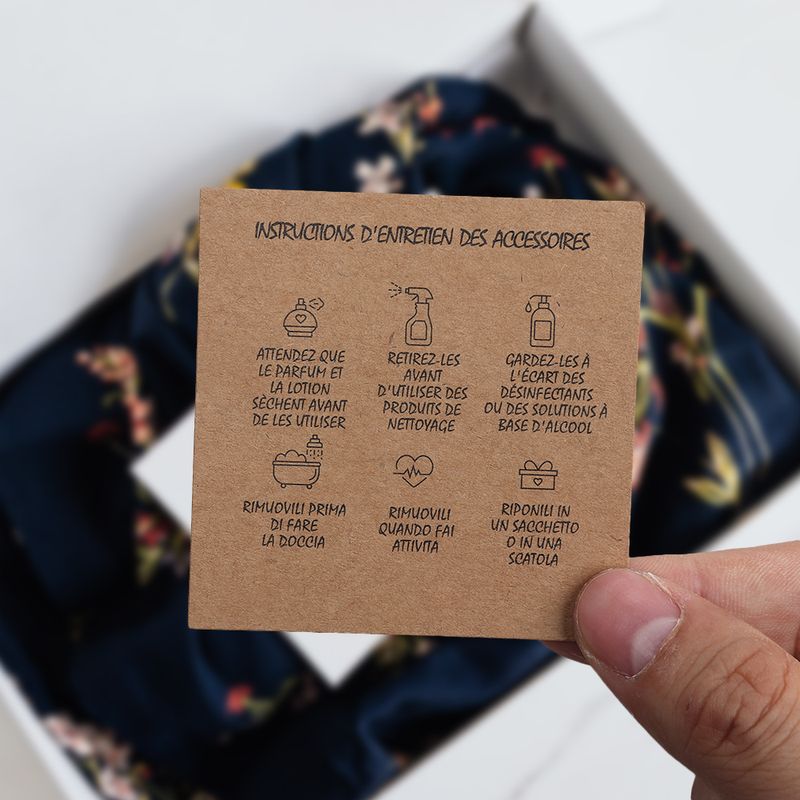 INSTRUCTIONS D'ENTRETIEN DES ACCESSOIRES
ATTENDEZ QUE
LE PARFUM ET
LA LOTION
SÈCHENT AVANT
DE LES UTILISER
RETIREZ-LES
AVANT
D'UTILISER DES
PRODUITS DE
NETTOYAGE
GARDEZ-LES À
L'ÉCART DES
DÉSINFECTANTS
OU DES SOLUTIONS À
BASE D'ALCOOL
RIMUOVILI PRIMA
DI FARE
LA DOCCIA
RIMUOVILI
QUANDO FAI
ATTIVITA
RIPONILI IN
UN SACCHETTO
O IN UNA
SCATOLA